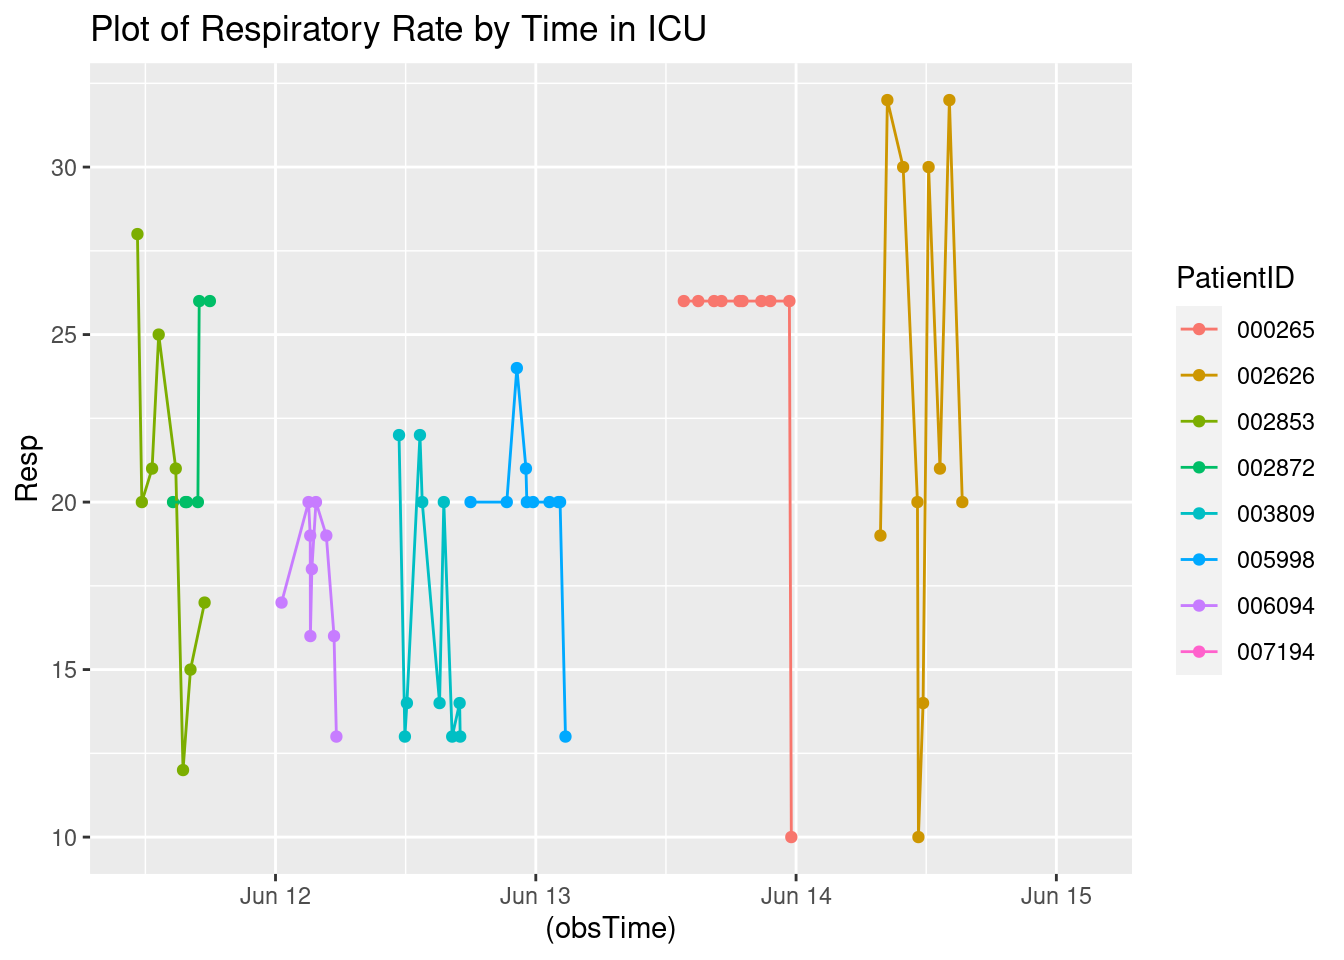 Plot of Respiratory Rate by Time in ICU
Resp
30
25
20
15
10
Jun 12 Jun 13 Jun 14 Jun 15
(obsTime)
PatientID
000265
002626
002853
002872
003809
005998
006094
007194